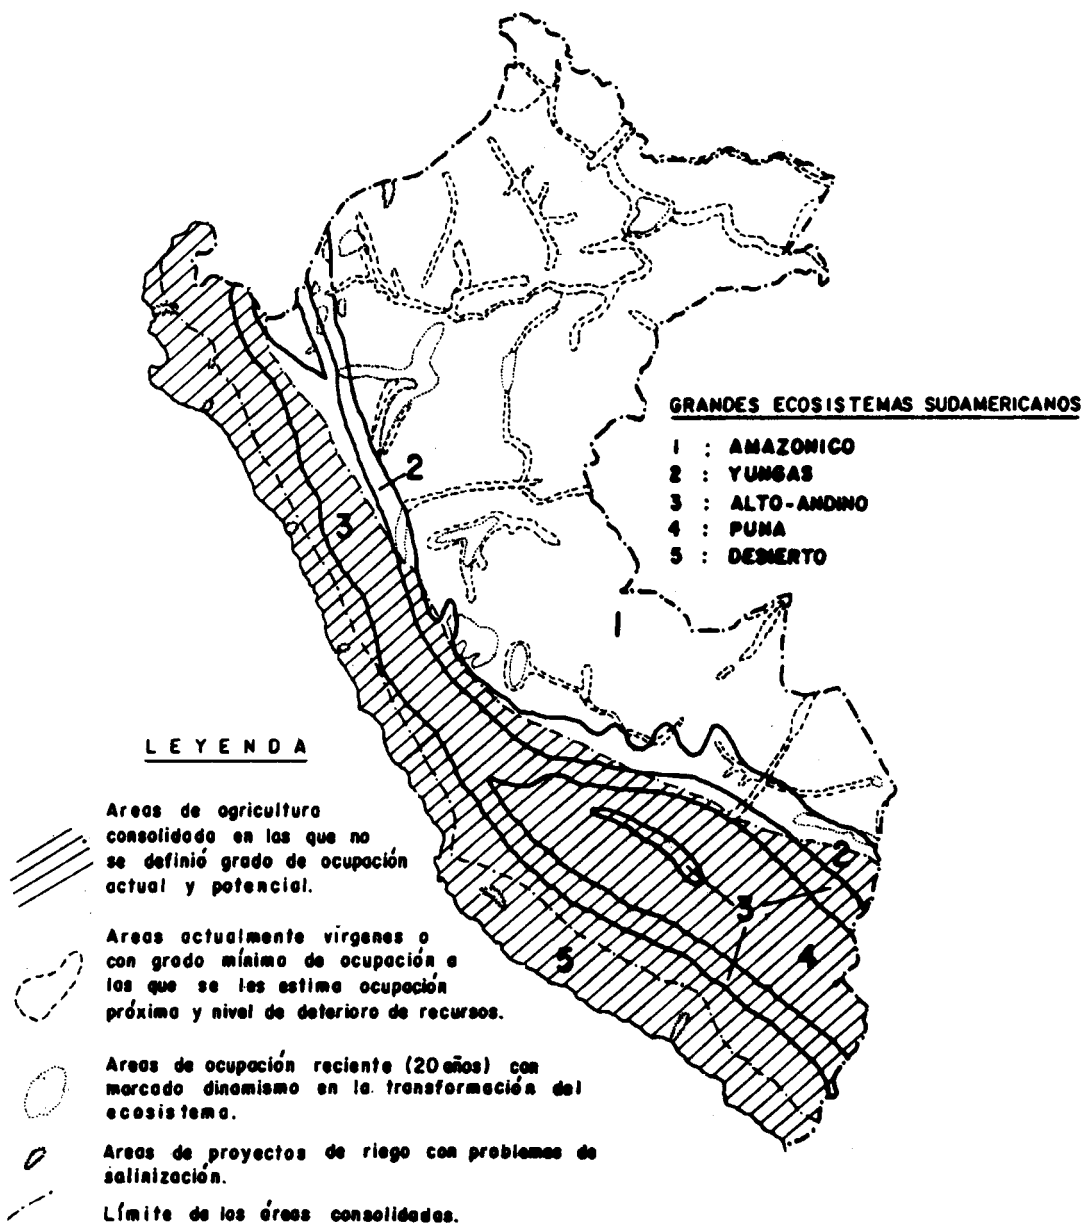 GRANDES ECOSISTEMAS SUDAMERICANOS
1 : AMAZONICO
2 : YUNGAS
3 : ALTO-ANDINO
4 : PUNA
5 : DESIERTO
2
3
1
2
3
4
5
LEYENDA
Areas de agricultura
consolidada en las que no
se definió grado de ocupación
actual y potencial.
Areas actualmente vírgenes o
con grado mínimo de ocupación a
las que se les estima ocupación
próxima y nivel de deterioro de recursos.
Areas de ocupación reciente (20 años) con
marcado dinamismo en la transformación del
ecosistema.
Areas de proyectos de riego con problemas de
salinización.
Límite de las áreas consolidadas.